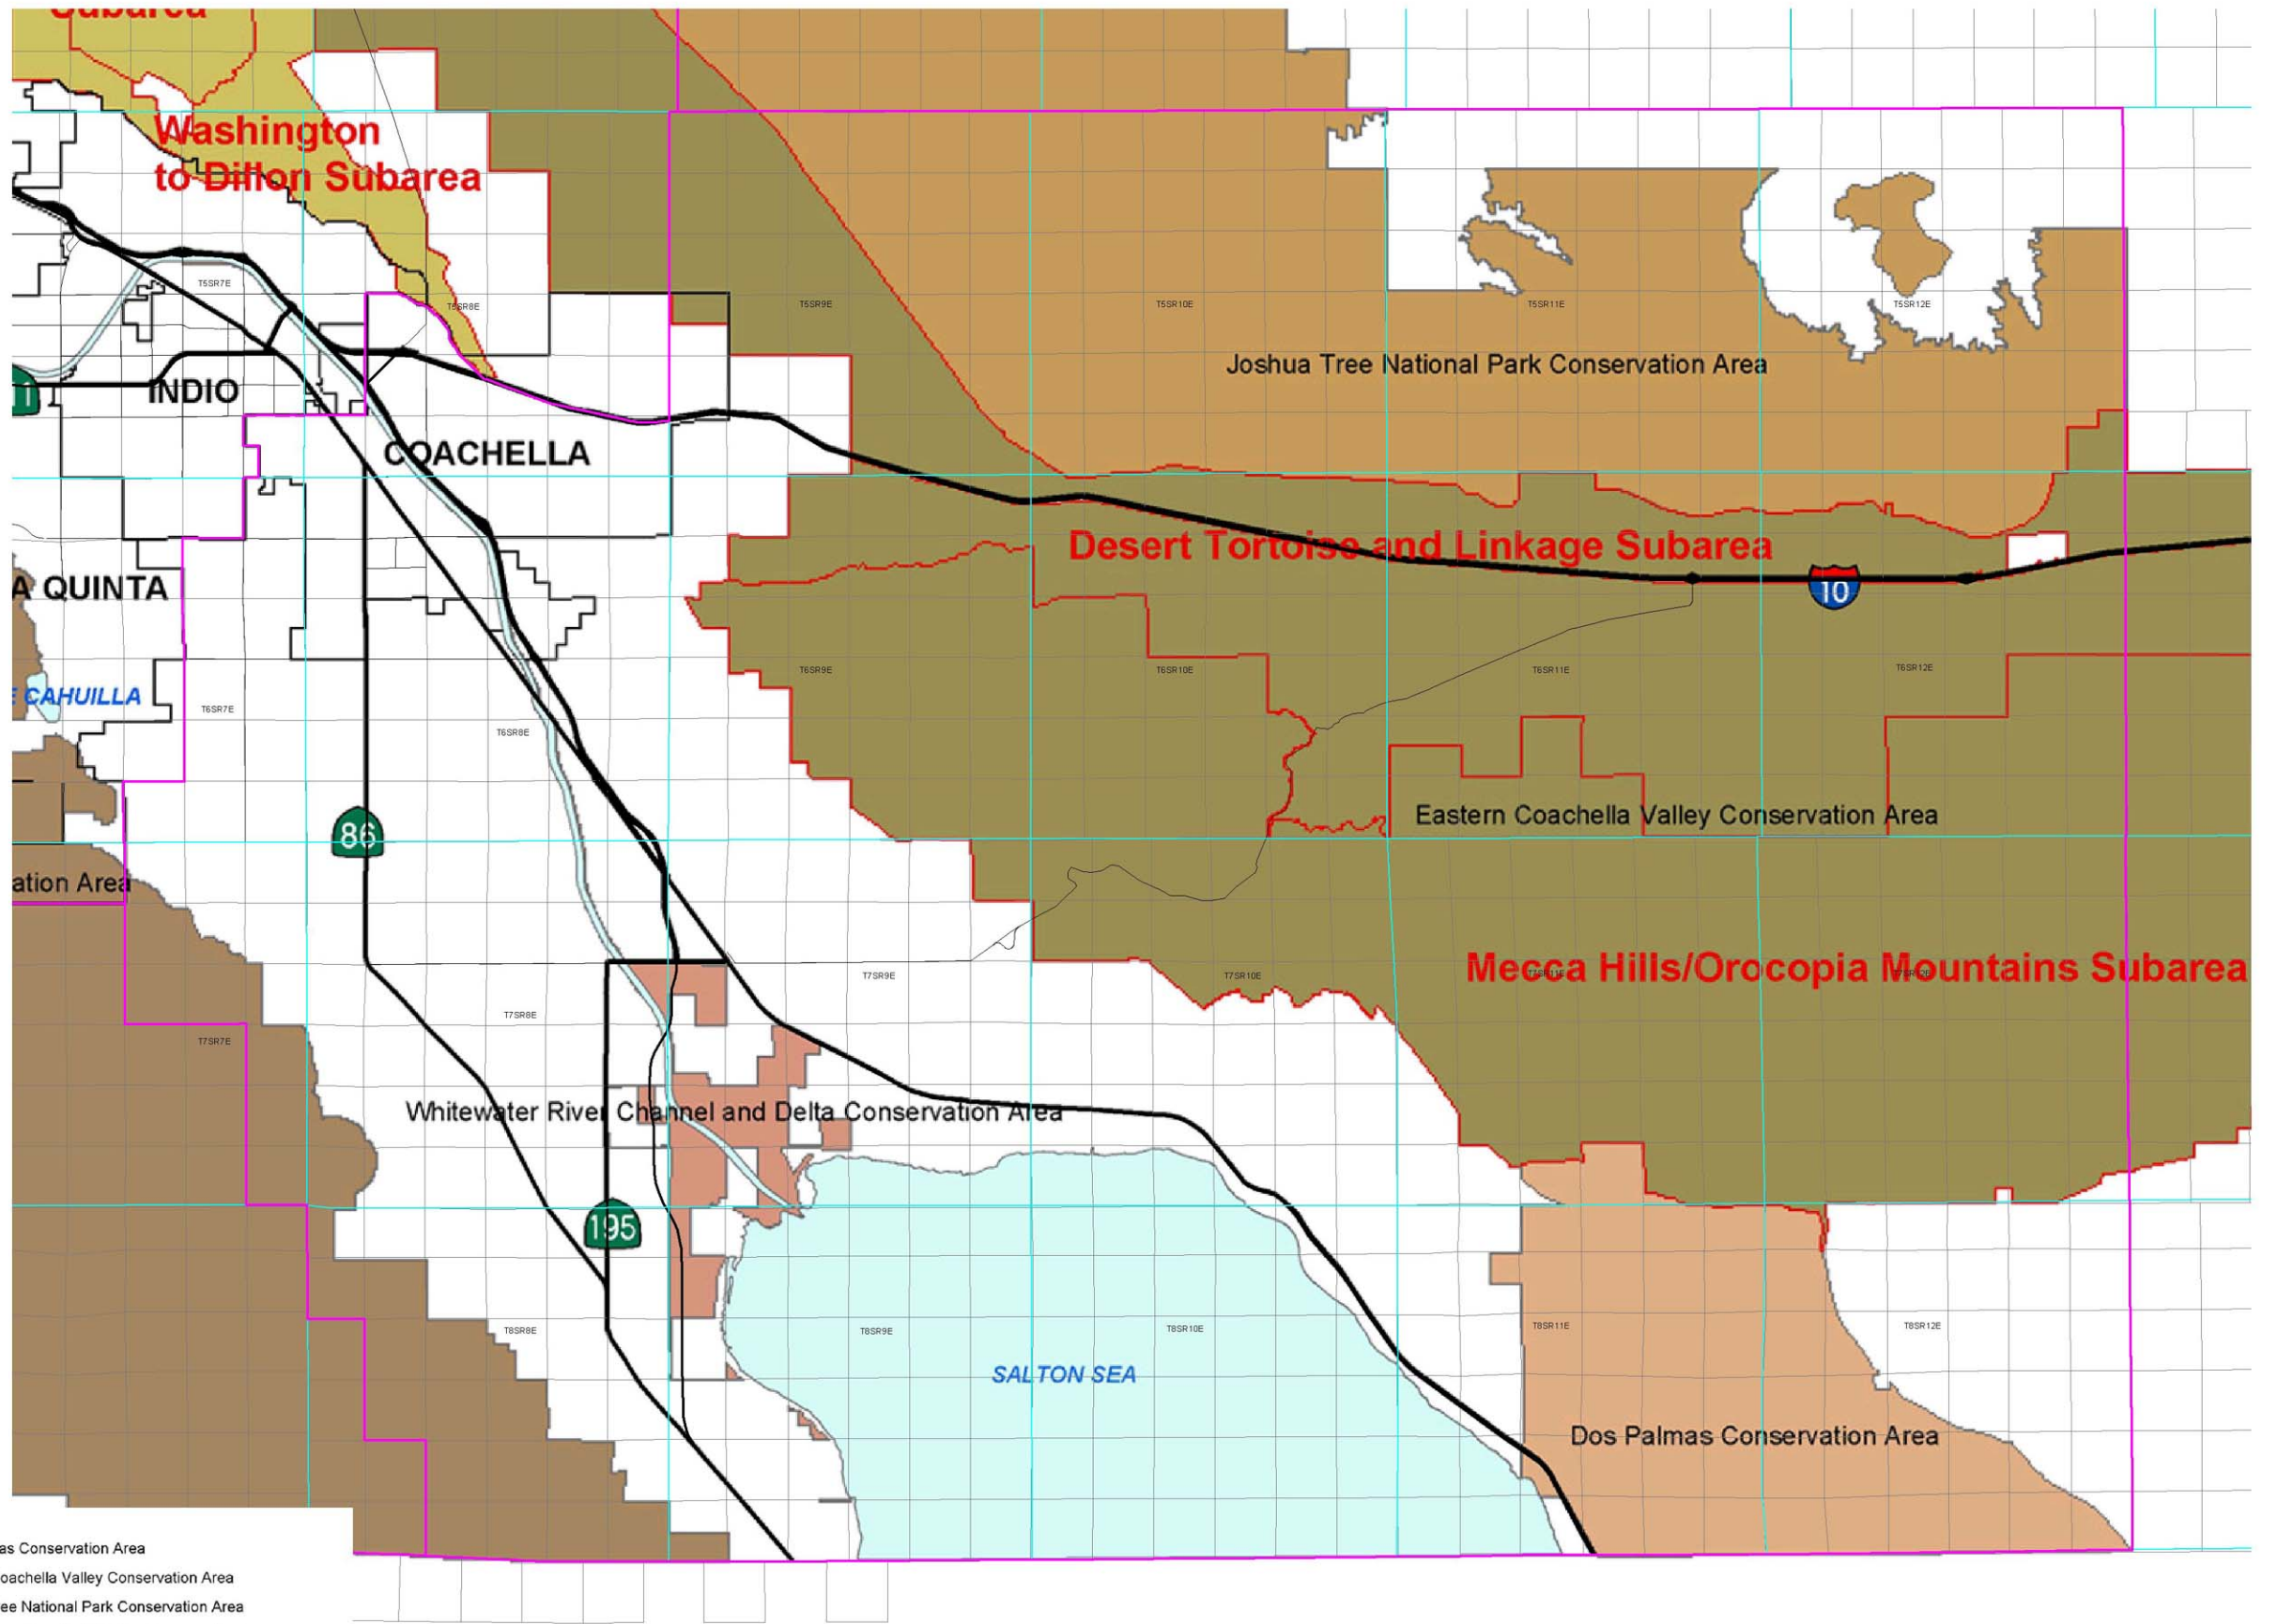 Subarea
Washington
to Dillon Subarea
T5SR7E
T5SR8E
T5SR9E
T5SR10E
T5SR11E
T5SR12E
Joshua Tree National Park Conservation Area
1
INDIO
COACHELLA
Desert Tortoise and Linkage Subarea
10
A QUINTA
T6SR9E
T6SR10E
T6SR11E
T6SR12E
E CAHUILLA
T6SR7E
T6SR8E
86
Eastern Coachella Valley Conservation Area
ation Area
T7SR9E
T7SR10E
Mecca Hills/Orocopia Mountains Subarea
T7SR11E
T7SR12E
T7SR8E
T7SR7E
Whitewater River Channel and Delta Conservation Area
195
T8SR8E
T8SR9E
T8SR10E
T8SR11E
T8SR12E
SALTON SEA
Dos Palmas Conservation Area
as Conservation Area
oachella Valley Conservation Area
ee National Park Conservation Area